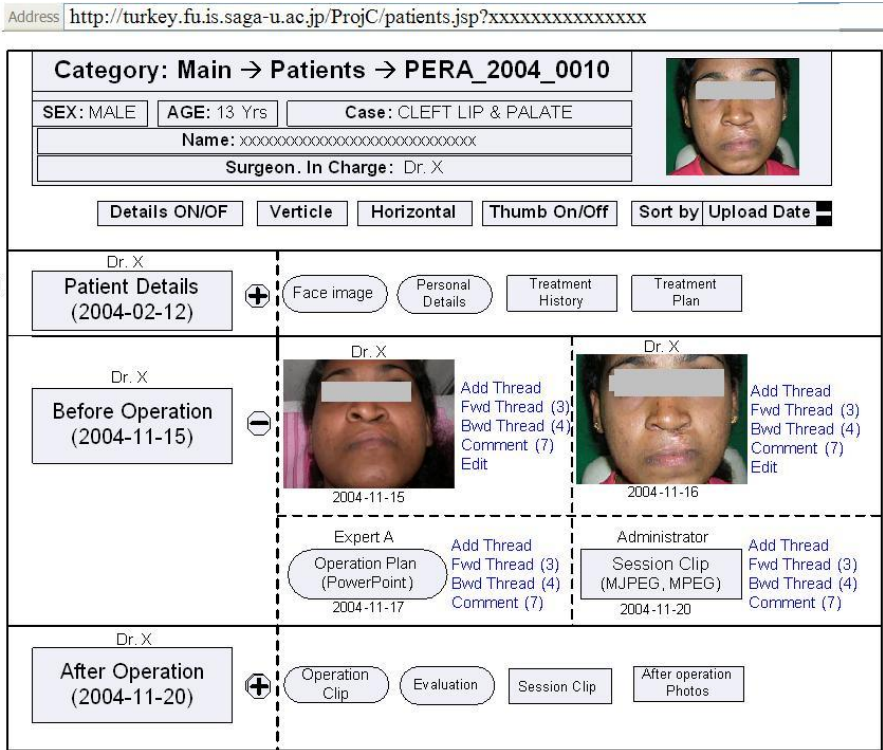 Address http://turkey.fu.is.saga-u.ac.jp/ProjC/patients.jsp?xxxxxxxxxxxxxxx
Category: Main → Patients → PERA_2004_0010
SEX: MALE AGE: 13 Yrs Case: CLEFT LIP & PALATE
Name: xxxxxxxxxxxxxxxxxxxxxxxxxxxx
Surgeon. In Charge: Dr. X
Details ON/OF Verticle Horizontal Thumb On/Off Sort by Upload Date
Dr. X
Patient Details
(2004-02-12)
Face image
Personal
Details
Treatment
History
Treatment
Plan
Dr. X
Before Operation
(2004-11-15)
Dr. X
Add Thread
Fwd Thread (3)
Bwd Thread (4)
Comment (7)
Edit
2004-11-15
Dr. X
Add Thread
Fwd Thread (3)
Bwd Thread (4)
Comment (7)
Edit
2004-11-16
Expert A
Operation Plan
(PowerPoint)
2004-11-17
Add Thread
Fwd Thread (3)
Bwd Thread (4)
Comment (7)
Administrator
Session Clip
(MJPEG, MPEG)
2004-11-20
Add Thread
Fwd Thread (3)
Bwd Thread (4)
Comment (7)
Dr. X
After Operation
(2004-11-20)
Operation
Clip
Evaluation
Session Clip
After operation
Photos